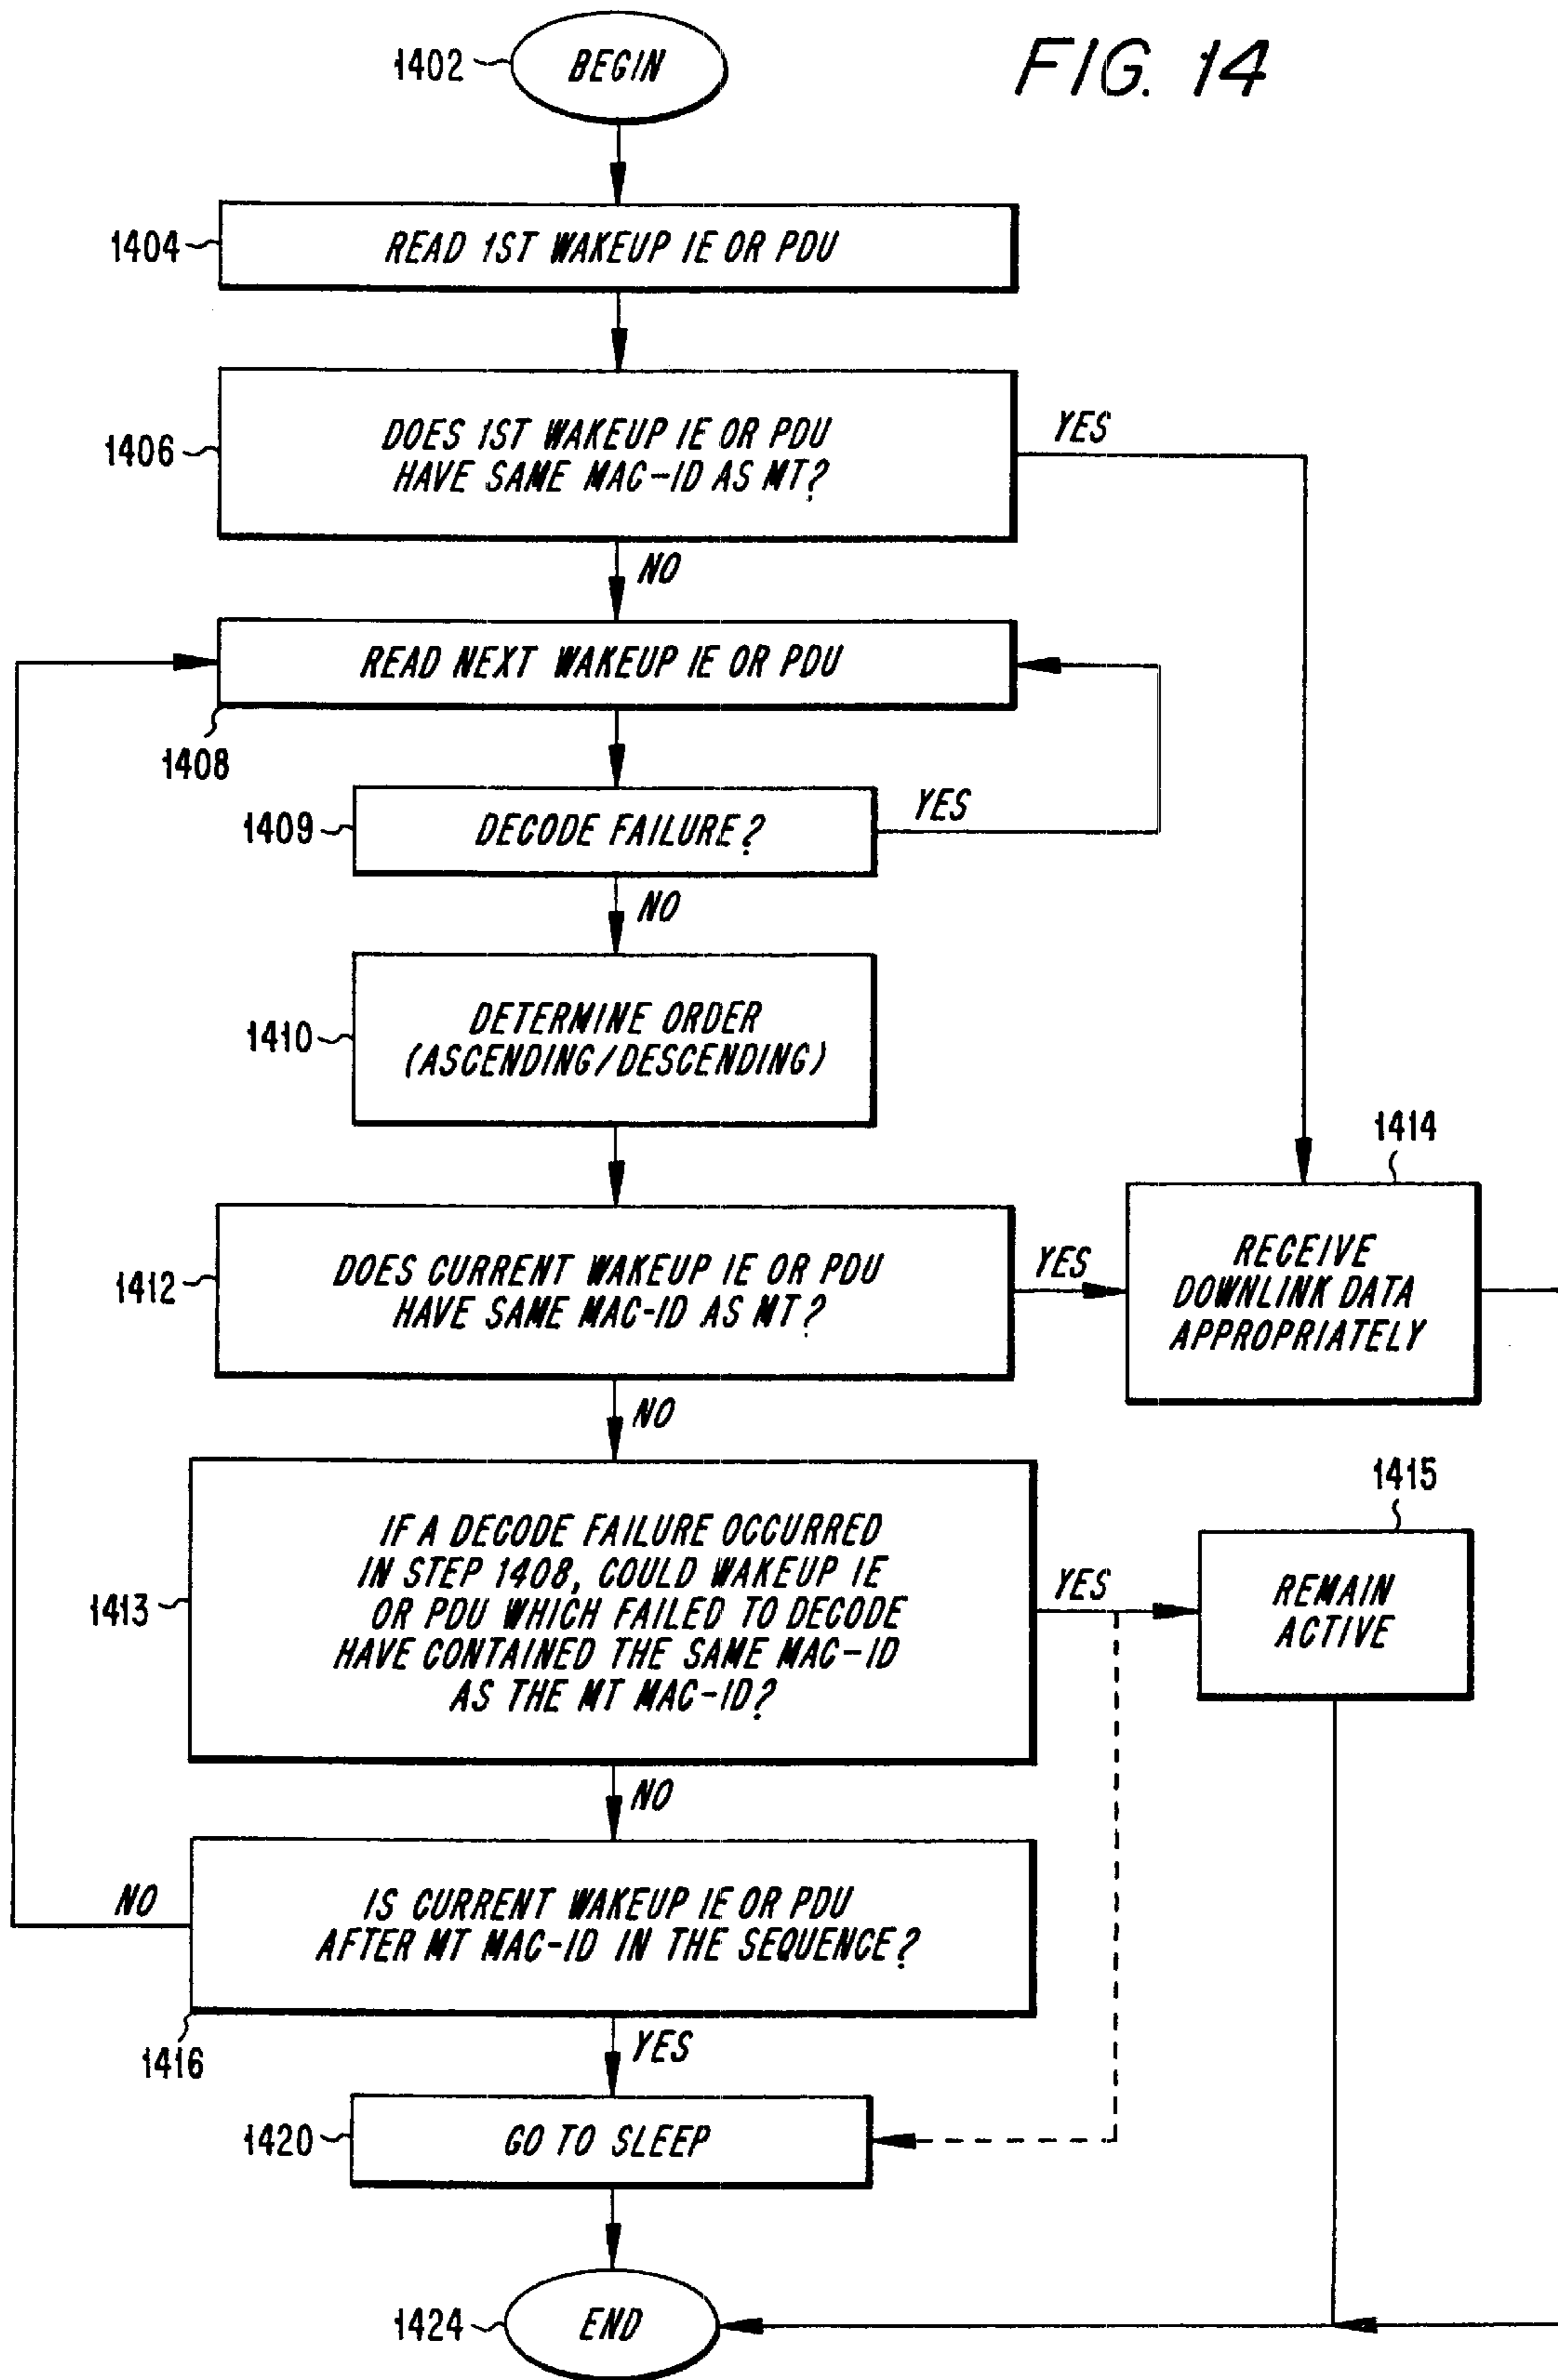 FIG. 14
1402
BEGIN
1404
READ 1ST WAKEUP IE OR PDU
1406
DOES 1ST WAKEUP IE OR PDU
HAVE SAME MAC-ID AS MT?
YES
NO
READ NEXT WAKEUP IE OR PDU
1408
1409
DECODE FAILURE?
YES
NO
1410
DETERMINE ORDER
(ASCENDING/DESCENDING)
1412
DOES CURRENT WAKEUP IE OR PDU
HAVE SAME MAC-ID AS MT?
YES
1414
RECEIVE
DOWNLINK DATA
APPROPRIATELY
NO
1413
IF A DECODE FAILURE OCCURRED
IN STEP 1408, COULD WAKEUP IE
OR PDU WHICH FAILED TO DECODE
HAVE CONTAINED THE SAME MAC-ID
AS THE MT MAC-ID?
YES
1415
REMAIN
ACTIVE
NO
IS CURRENT WAKEUP IE OR PDU
AFTER MT MAC-ID IN THE SEQUENCE?
NO
1416
YES
1420
GO TO SLEEP
1424
END